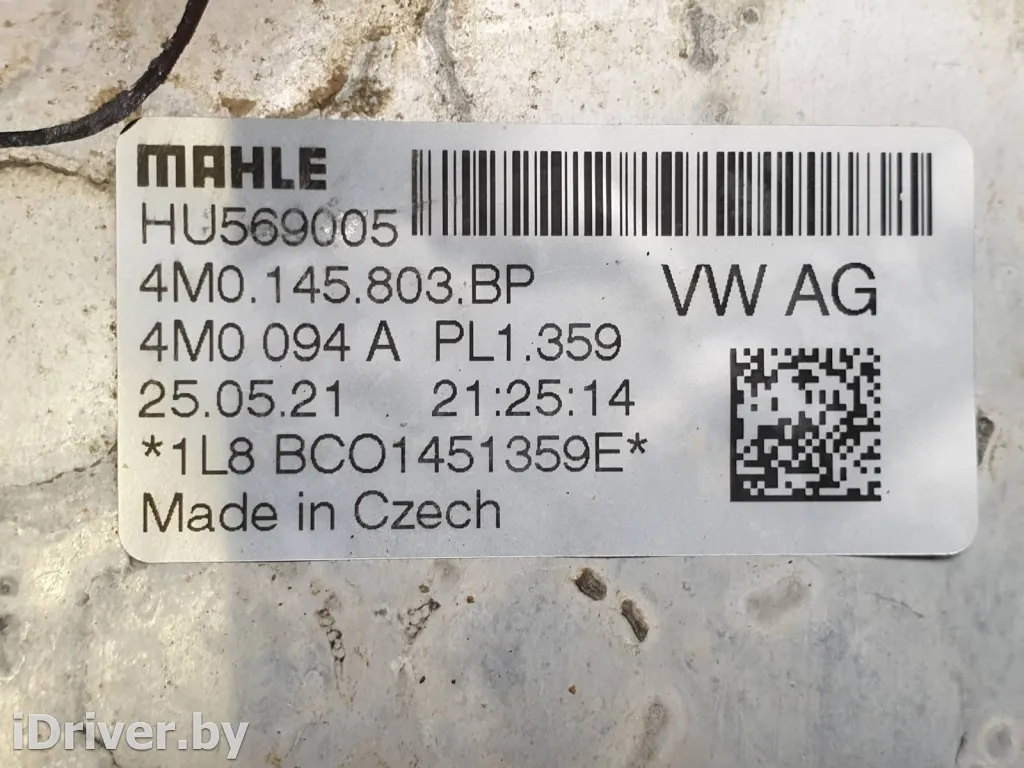 MAHLE
HU569005
4M0.145.803.BP VW AG
4M0 094 A PL1.359
25.05.21 21:25:14
*1L8 BCO1451359E*
Made in Czech
iDriver.by